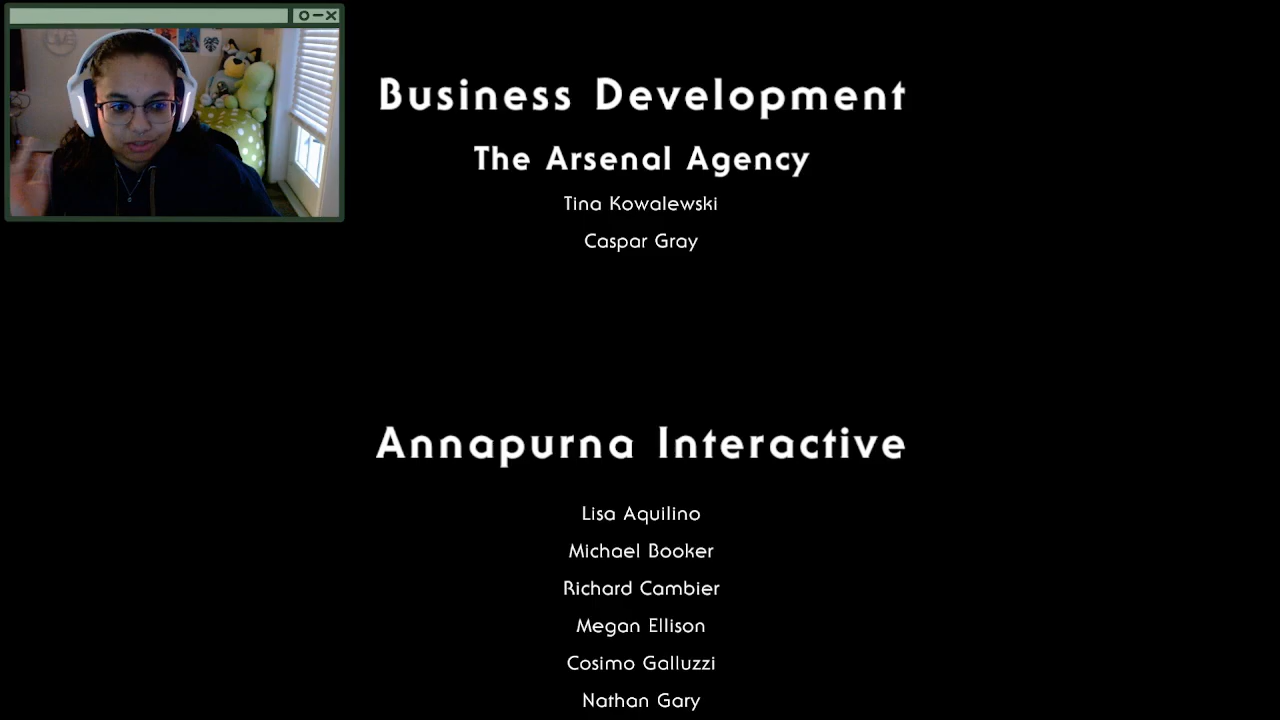 Business Development
The Arsenal Agency
Tina Kowalewski
Caspar Gray
Annapurna Interactive
Lisa Aquilino
Michael Booker
Richard Cambier
Megan Ellison
Cosimo Galluzzi
Nathan Gary